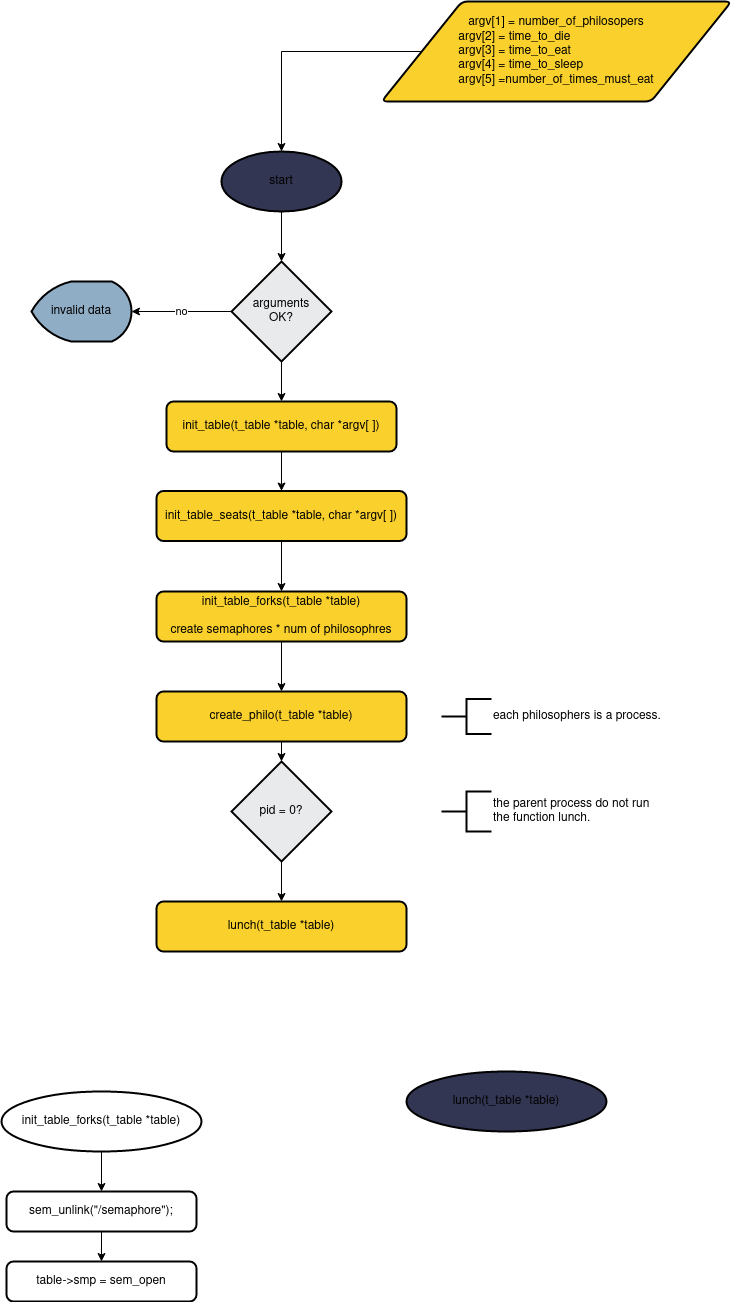 argv[1] = number_of_philosopers
argv[2] = time_to_die
argv[3] = time_to_eat
argv[4] = time_to_sleep
argv[5] =number_of_times_must_eat
start
arguments
OK?
no
invalid data
init_table(t_table *table, char *argv[ ])
init_table_seats(t_table *table, char *argv[ ])
init_table_forks(t_table *table)
create semaphores * num of philosophres
create_philo(t_table *table)
each philosophers is a process.
pid = 0?
the parent process do not run
the function lunch.
lunch(t_table *table)
lunch(t_table *table)
init_table_forks(t_table *table)
sem_unlink("/semaphore");
table->smp = sem_open